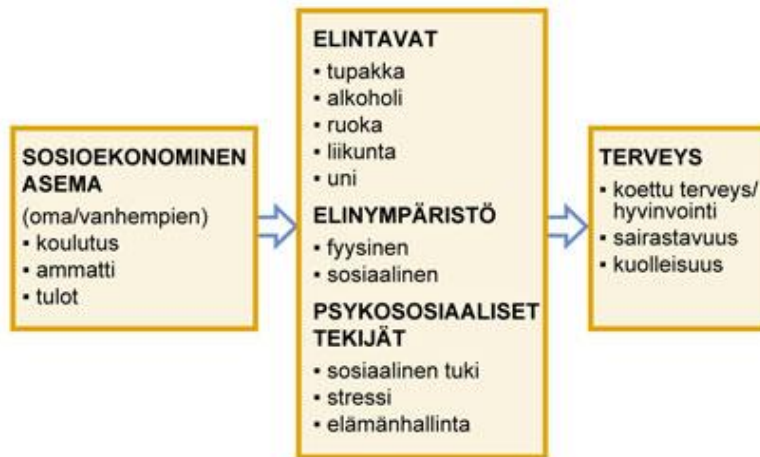 SOSIOEKONOMINEN
ASEMA
(oma/vanhempien)
▪ koulutus
▪ ammatti
▪ tulot
ELINTAVAT
▪ tupakka
▪ alkoholi
▪ ruoka
▪ liikunta
▪ uni
ELINYMPÄRISTÖ
▪ fyysinen
▪ sosiaalinen
PSYKOSOSIAALISET
TEKIJÄT
▪ sosiaalinen tuki
▪ stressi
▪ elämänhallinta
TERVEYS
▪ koettu terveys/
hyvinvointi
▪ sairastavuus
▪ kuolleisuus